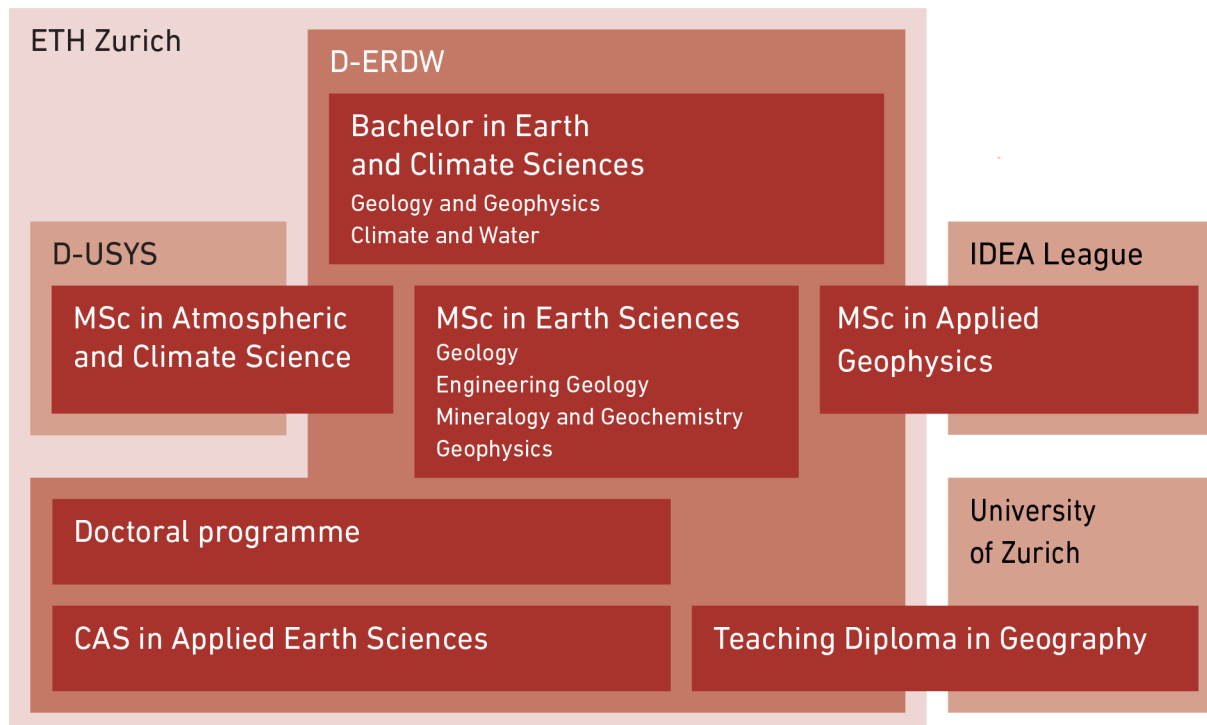 ETH Zurich
D-ERDW
Bachelor in Earth
and Climate Sciences
Geology and Geophysics
Climate and Water
D-USYS
MSc in Atmospheric
and Climate Science
MSc in Earth Sciences
Geology
Engineering Geology
Mineralogy and Geochemistry
Geophysics
IDEA League
MSc in Applied
Geophysics
Doctoral programme
University
of Zurich
CAS in Applied Earth Sciences
Teaching Diploma in Geography